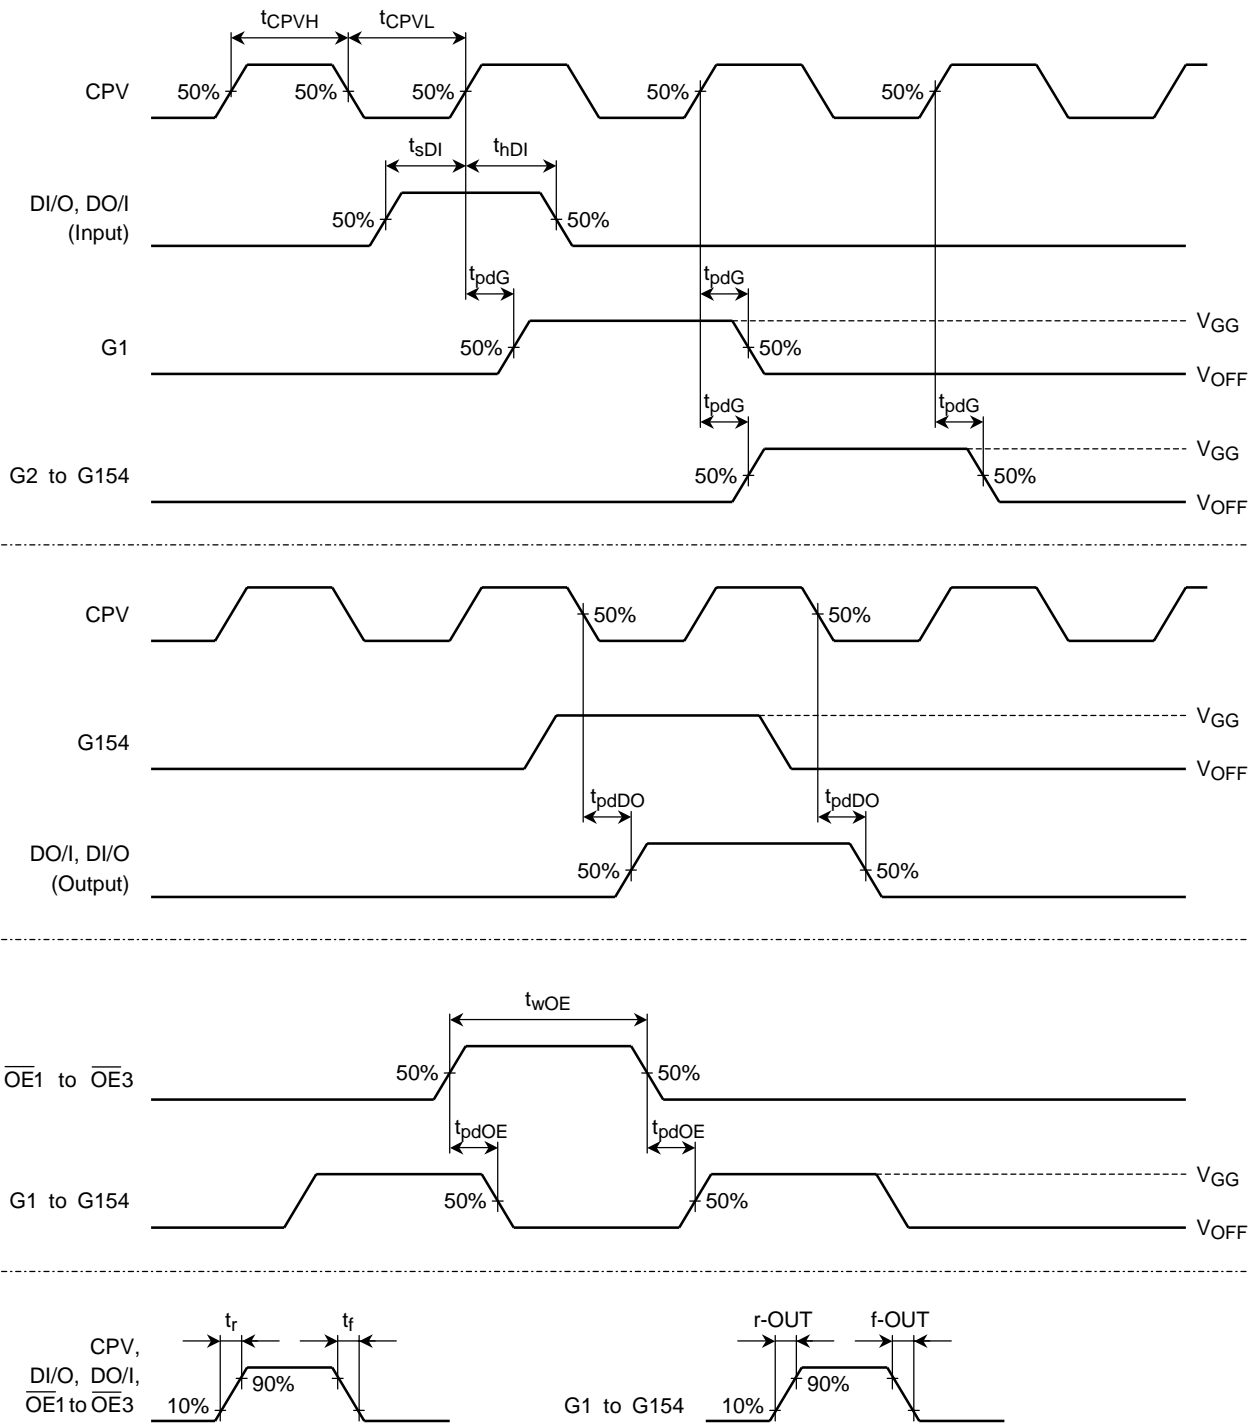 tCPVH tCPVL
CPV 50% 50% 50% 50% 50%
tsDI thDI
DI/O, DO/I
(Input)
50% 50%
tpdG tpdG
VGG
G1 50% 50%
VOFF
tpdG tpdG
VGG
G2 to G154 50% 50%
VOFF
CPV 50% 50%
VGG
G154
VOFF
tpdDO tpdDO
DO/I, DI/O
(Output)
50% 50%
twOE
OE1 to OE3 50% 50%
tpdOE tpdOE
VGG
G1 to G154 50% 50%
VOFF
tr tf
CPV,
DI/O, DO/I,
OE1 to OE3
10% 90%
r-OUT f-OUT
G1 to G154 10% 90%